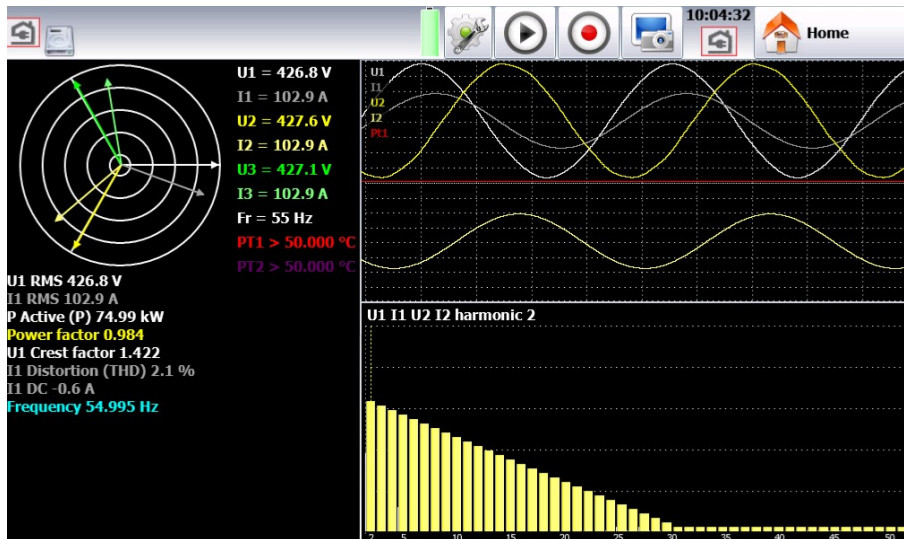 10:04:32
Home
U1 = 426.8 V
I1 = 102.9 A
U2 = 427.6 V
I2 = 102.9 A
U3 = 427.1 V
I3 = 102.9 A
Fr = 55 Hz
PT1 > 50.000 °C
PT2 > 50.000 °C
U1 RMS 426.8 V
I1 RMS 102.9 A
P Active (P) 74.99 kW
Power factor 0.984
U1 Crest factor 1.422
I1 Distortion (THD) 2.1 %
I1 DC -0.6 A
Frequency 54.995 Hz
U1
I1
U2
I2
Pt1
U1 I1 U2 I2 harmonic 2
2 5 10 15 20 25 30 35 40 45 50